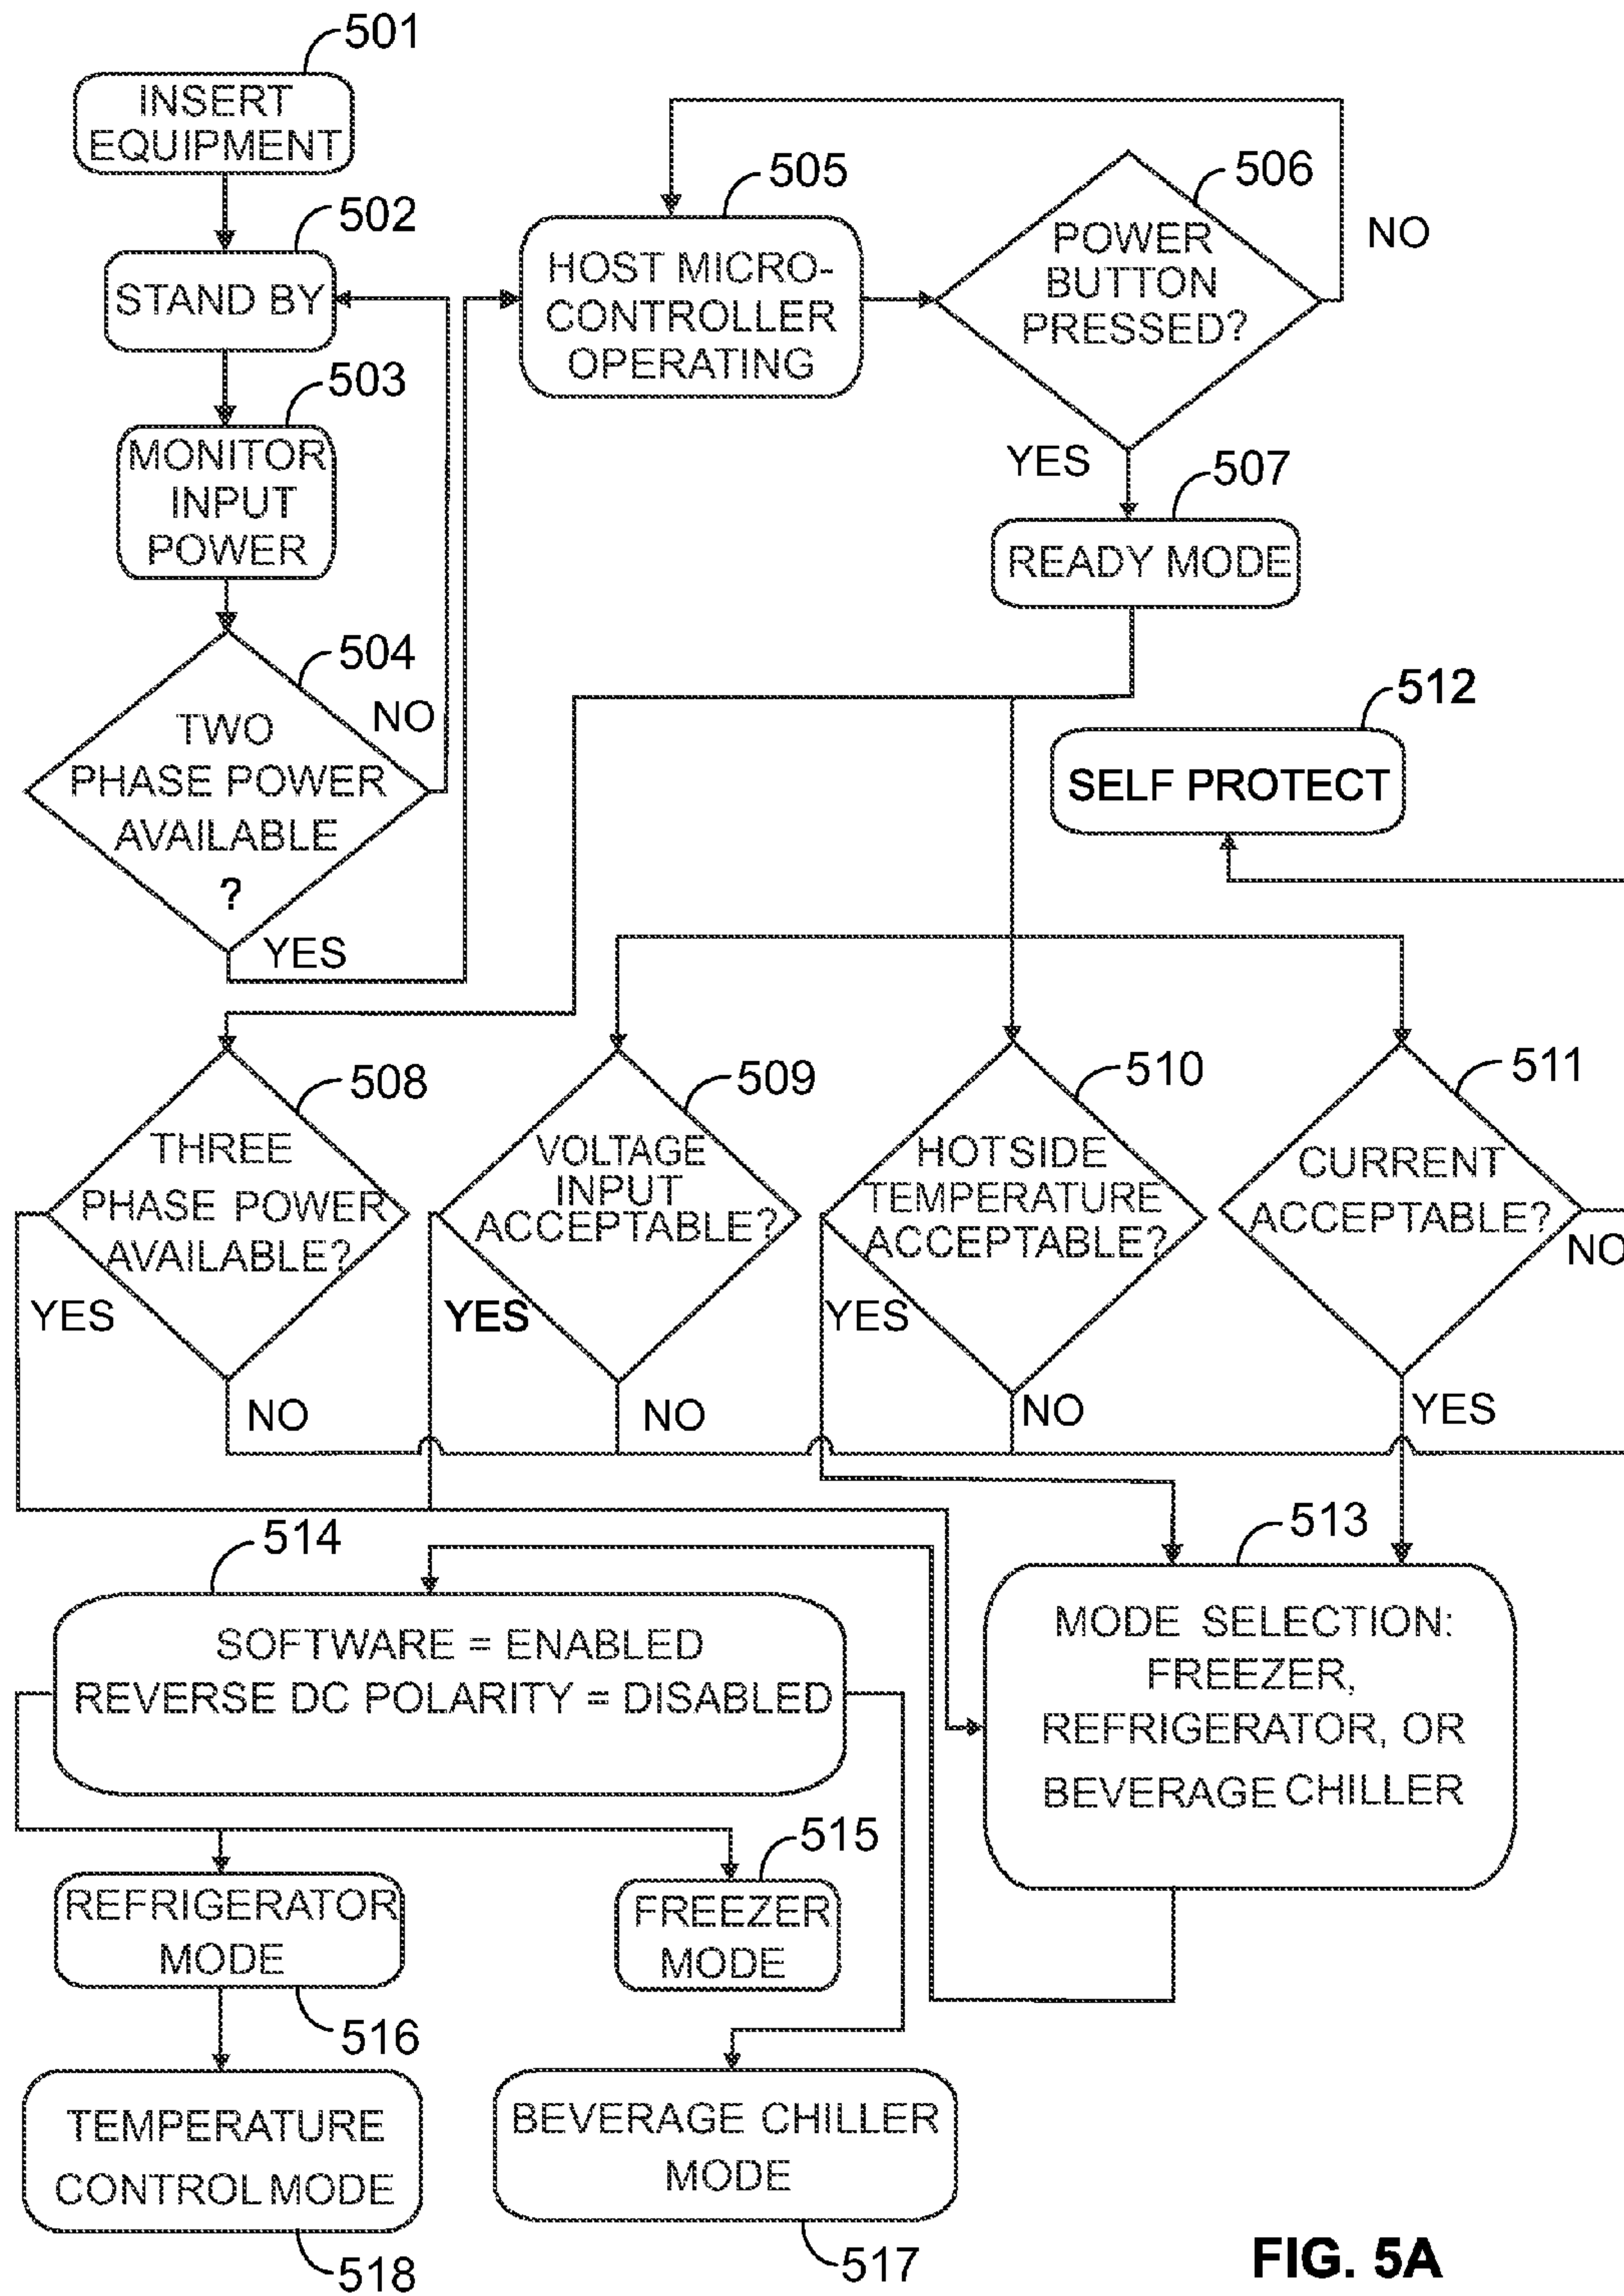 501
INSERT
EQUIPMENT
502
STAND BY
503
MONITOR
INPUT
POWER
504
NO
TWO
PHASE POWER
AVAILABLE
?
YES
505
HOST MICRO-
CONTROLLER
OPERATING
506
POWER
BUTTON
PRESSED?
NO
YES
507
READY MODE
512
SELF PROTECT
508
THREE
PHASE POWER
AVAILABLE?
YES
NO
509
VOLTAGE
INPUT
ACCEPTABLE?
YES
NO
510
HOTSIDE
TEMPERATURE
ACCEPTABLE?
YES
NO
511
CURRENT
ACCEPTABLE?
NO
YES
513
MODE SELECTION:
FREEZER,
REFRIGERATOR, OR
BEVERAGE CHILLER
514
SOFTWARE = ENABLED
REVERSE DC POLARITY = DISABLED
515
FREEZER
MODE
REFRIGERATOR
MODE
516
TEMPERATURE
CONTROL MODE
518
BEVERAGE CHILLER
MODE
517
FIG. 5A